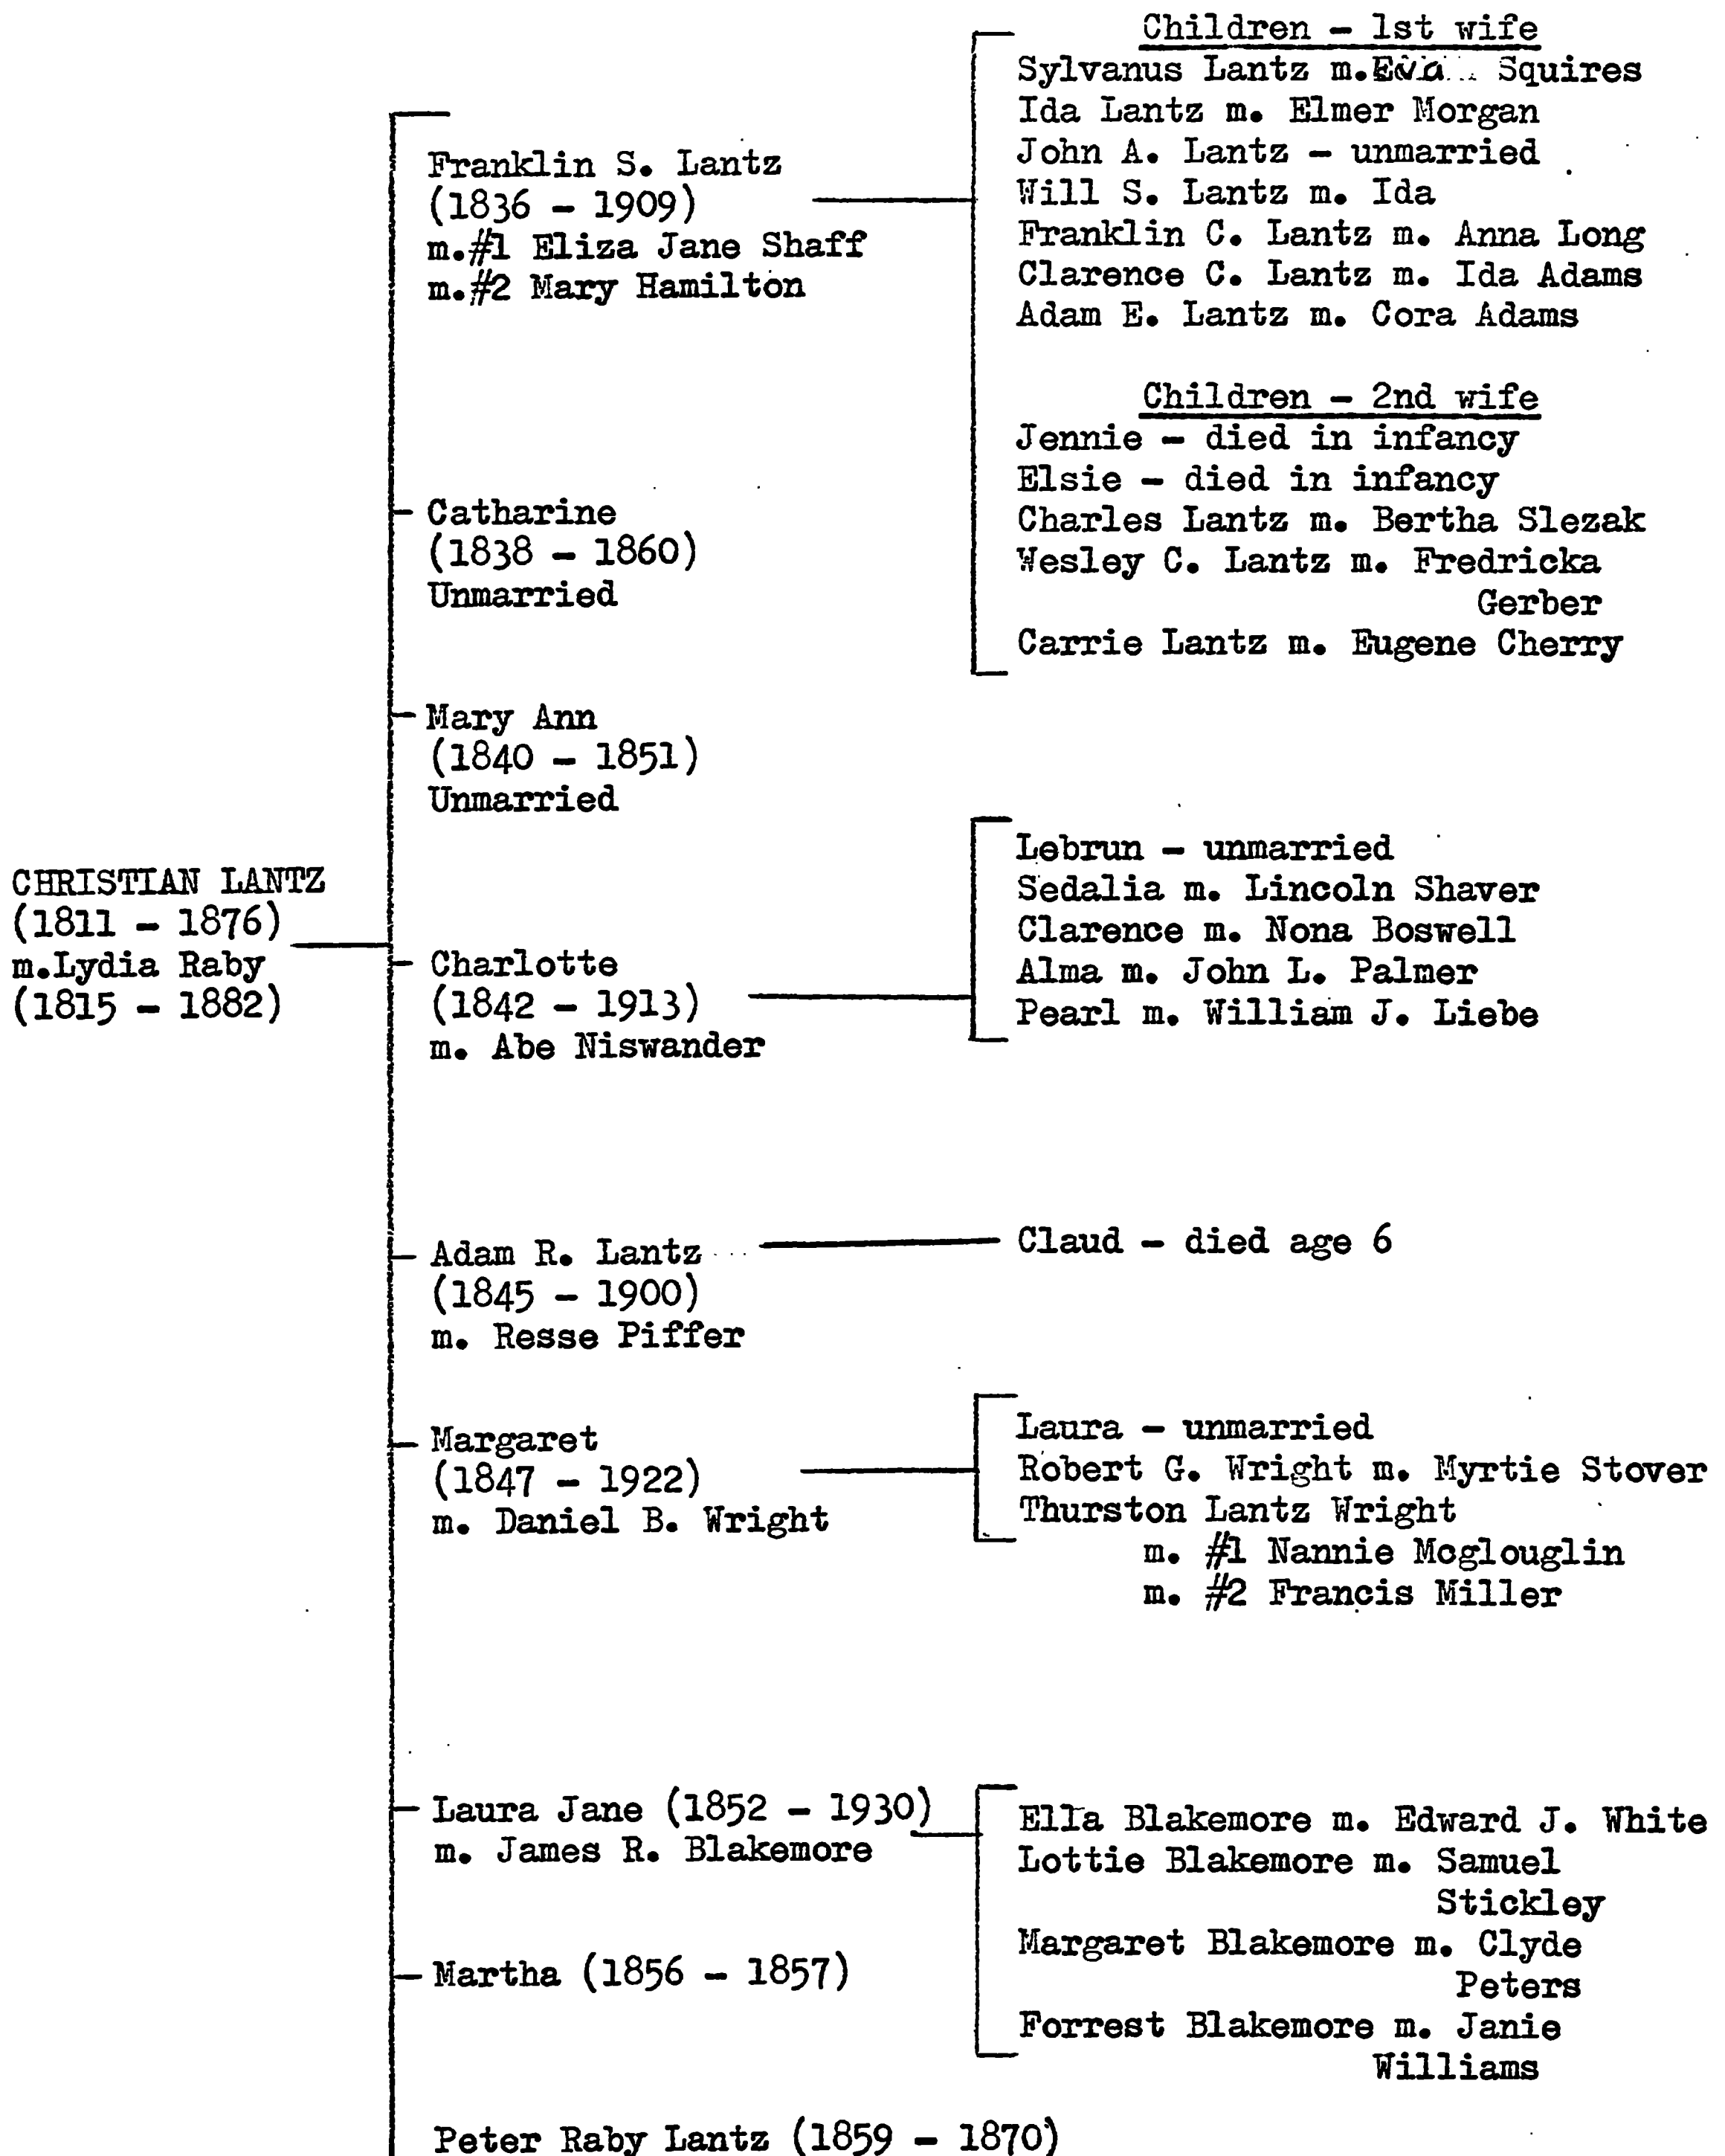 CHRISTIAN LANTZ
(1811 - 1876)
m.Lydia Raby
(1815 - 1882)
Franklin S. Lantz
(1836 - 1909)
m.#1 Eliza Jane Shaff
m.#2 Mary Hamilton
Children - 1st wife
Sylvanus Lantz m.Eva Squires
Ida Lantz m. Elmer Morgan
John A. Lantz - unmarried
Will S. Lantz m. Ida
Franklin C. Lantz m. Anna Long
Clarence C. Lantz m. Ida Adams
Adam E. Lantz m. Cora Adams
Children - 2nd wife
Jennie - died in infancy
Elsie - died in infancy
Charles Lantz m. Bertha Slezak
Wesley C. Lantz m. Fredricka
Gerber
Carrie Lantz m. Eugene Cherry
Catharine
(1838 - 1860)
Unmarried
Mary Ann
(1840 - 1851)
Unmarried
Charlotte
(1842 - 1913)
m. Abe Niswander
Lebrun - unmarried
Sedalia m. Lincoln Shaver
Clarence m. Nona Boswell
Alma m. John L. Palmer
Pearl m. William J. Liebe
Adam R. Lantz
(1845 - 1900)
m. Resse Piffer
Claud - died age 6
Margaret
(1847 - 1922)
m. Daniel B. Wright
Laura - unmarried
Robert G. Wright m. Myrtie Stover
Thurston Lantz Wright
m. #1 Nannie Mcglouglin
m. #2 Francis Miller
Laura Jane (1852 - 1930)
m. James R. Blakemore
Ella Blakemore m. Edward J. White
Lottie Blakemore m. Samuel
Stickley
Margaret Blakemore m. Clyde
Peters
Forrest Blakemore m. Janie
Williams
Martha (1856 - 1857)
Peter Raby Lantz (1859 - 1870)